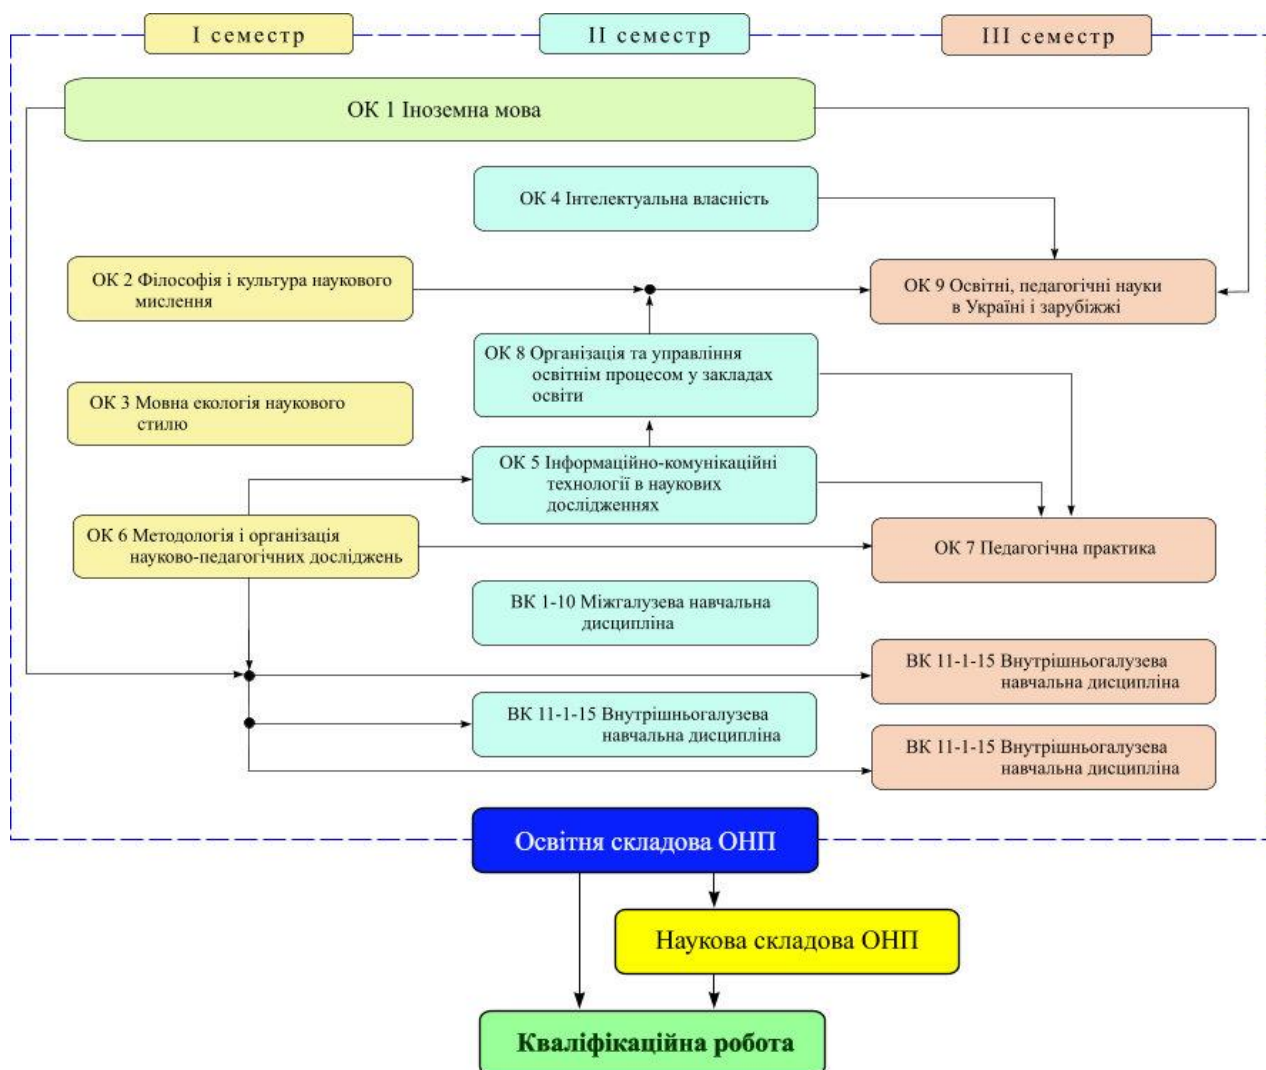 І семестр
ІІ семестр
ІІІ семестр
ОК 1 Іноземна мова
ОК 4 Інтелектуальна власність
ОК 2 Філософія і культура наукового
мислення
ОК 9 Освітні, педагогічні науки
в Україні і зарубіжжі
ОК 8 Організація та управління
освітнім процесом у закладах
освіти
ОК 3 Мовна екологія наукового
стилю
ОК 5 Інформаційно-комунікаційні
технології в наукових
дослідженнях
ОК 6 Методологія і організація
науково-педагогічних досліджень
ОК 7 Педагогічна практика
ВК 1-10 Міжгалузева навчальна
дисципліна
ВК 11-1-15 Внутрішньогалузева
навчальна дисципліна
ВК 11-1-15 Внутрішньогалузева
навчальна дисципліна
ВК 11-1-15 Внутрішньогалузева
навчальна дисципліна
Освітня складова ОНП
Наукова складова ОНП
Кваліфікаційна робота